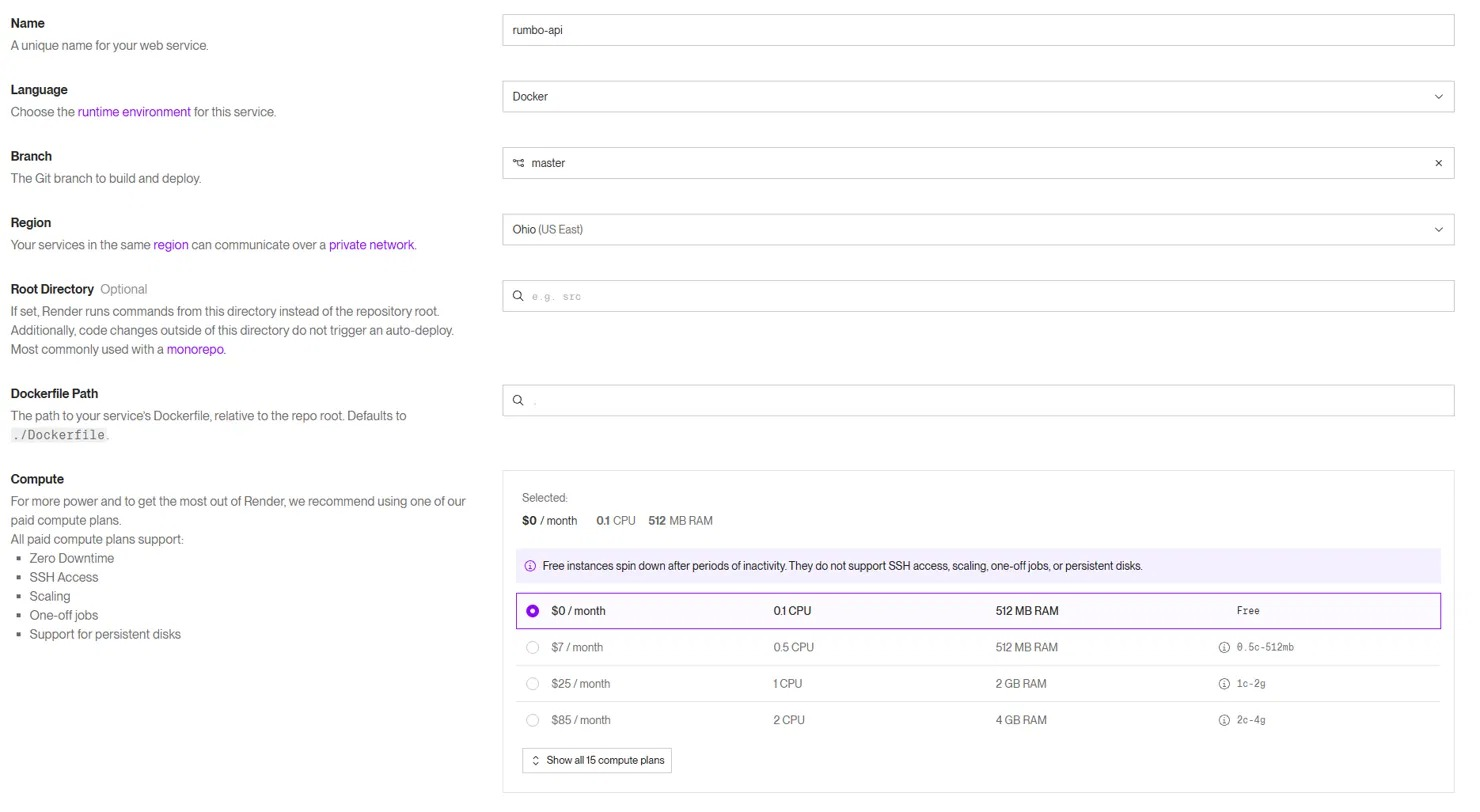 Name
A unique name for your web service.
rumbo-api
Language
Choose the runtime environment for this service.
Docker
Branch
The Git branch to build and deploy.
master
Region
Your services in the same region can communicate over a private network.
Ohio (US East)
Root Directory Optional
If set, Render runs commands from this directory instead of the repository root.
Additionally, code changes outside of this directory do not trigger an auto-deploy.
Most commonly used with a monorepo.
e.g. src
Dockerfile Path
The path to your service's Dockerfile, relative to the repo root. Defaults to
./Dockerfile.
.
Compute
For more power and to get the most out of Render, we recommend using one of our
paid compute plans.
All paid compute plans support:
▪ Zero Downtime
▪ SSH Access
▪ Scaling
▪ One-off jobs
▪ Support for persistent disks
Selected:
$0 / month 0.1 CPU 512 MB RAM
Free instances spin down after periods of inactivity. They do not support SSH access, scaling, one-off jobs, or persistent disks.
$0 / month 0.1 CPU 512 MB RAM Free
$7 / month 0.5 CPU 512 MB RAM 0.5c-512mb
$25 / month 1 CPU 2 GB RAM 1c-2g
$85 / month 2 CPU 4 GB RAM 2c-4g
Show all 15 compute plans